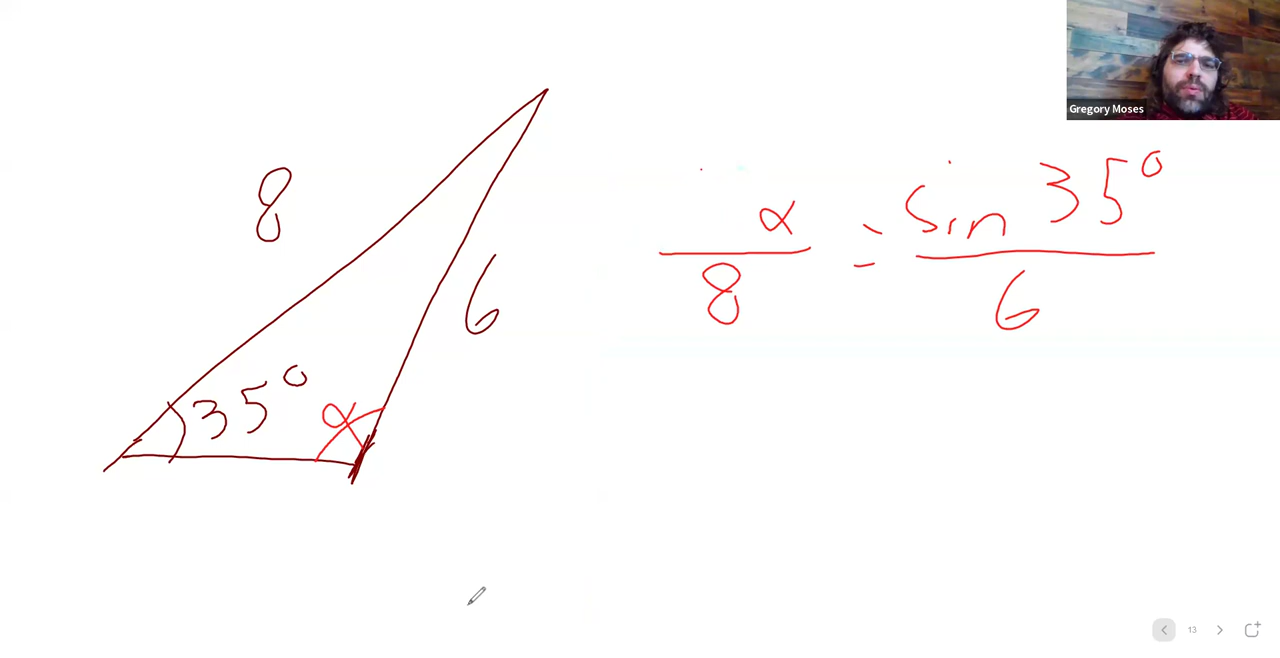 Gregory Moses
8
6
35°
α
α/8 = sin 35°/6
13